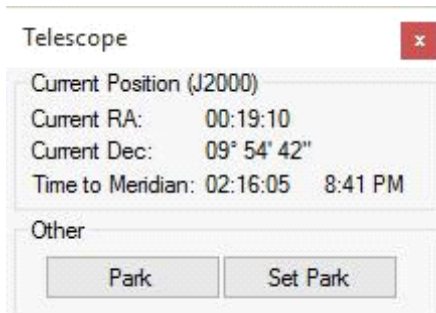 Telescope x
Current Position (J2000)
Current RA: 00:19:10
Current Dec: 09° 54' 42"
Time to Meridian: 02:16:05 8:41 PM
Other
Park Set Park